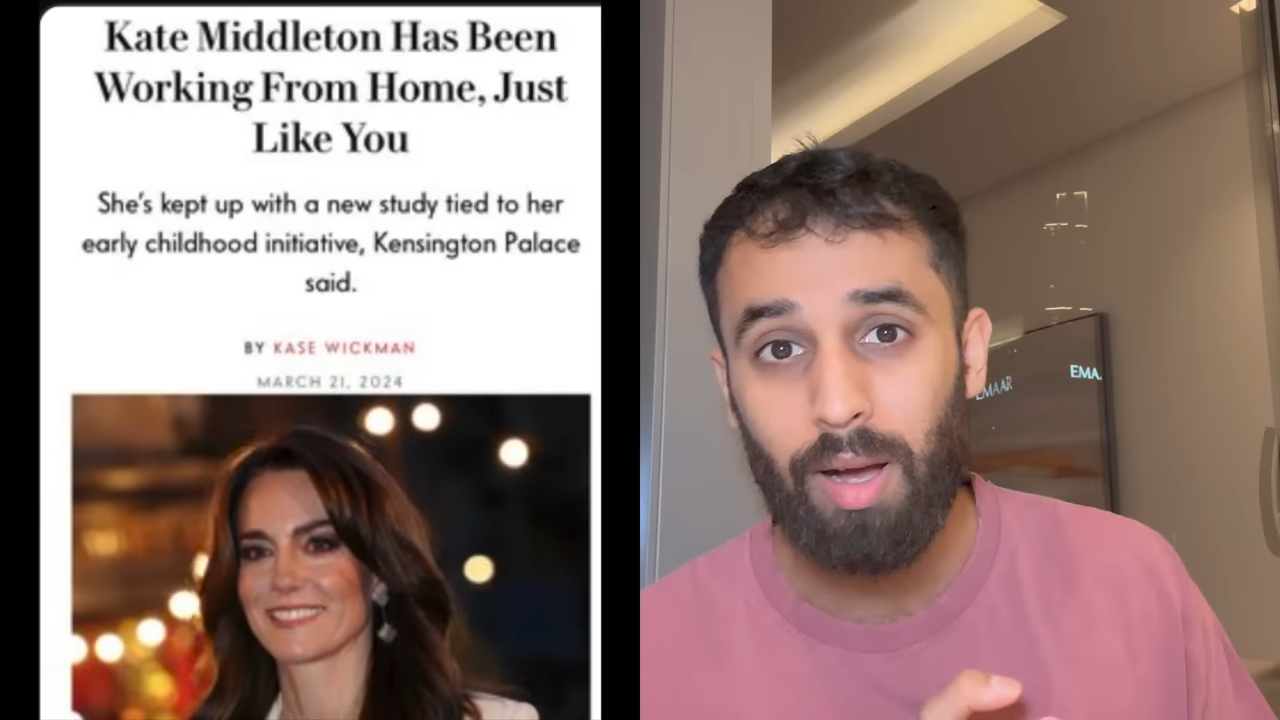 Kate Middleton Has Been
Working From Home, Just
Like You
She's kept up with a new study tied to her
early childhood initiative, Kensington Palace
said.
BY KASE WICKMAN
MARCH 21, 2024
EMAAR
EMA